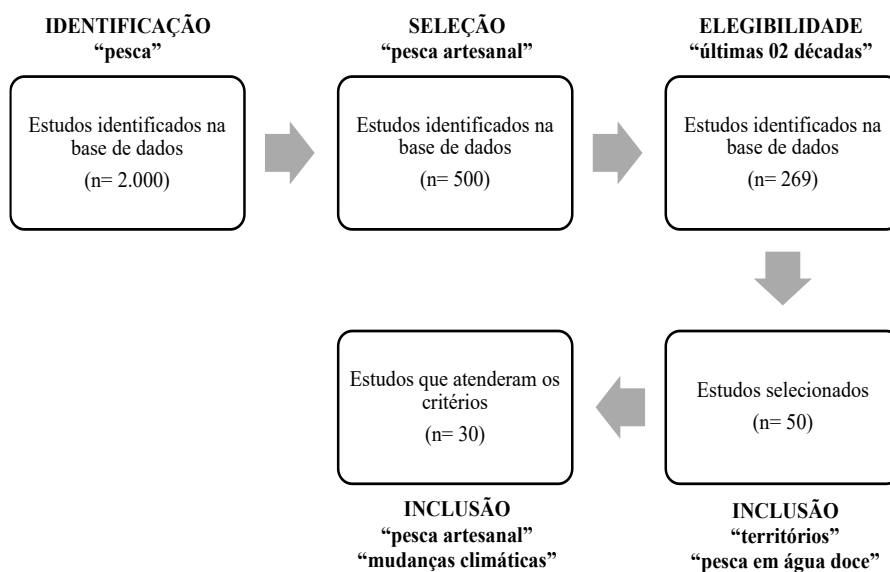 IDENTIFICAÇÃO
“pesca”
Estudos identificados na
base de dados
(n= 2.000)
SELEÇÃO
“pesca artesanal”
Estudos identificados na
base de dados
(n= 500)
ELEGIBILIDADE
“últimas 02 décadas”
Estudos identificados na
base de dados
(n= 269)
Estudos selecionados
(n= 50)
INCLUSÃO
“territórios”
“pesca em água doce”
Estudos que atenderam os
critérios
(n= 30)
INCLUSÃO
“pesca artesanal”
“mudanças climáticas”